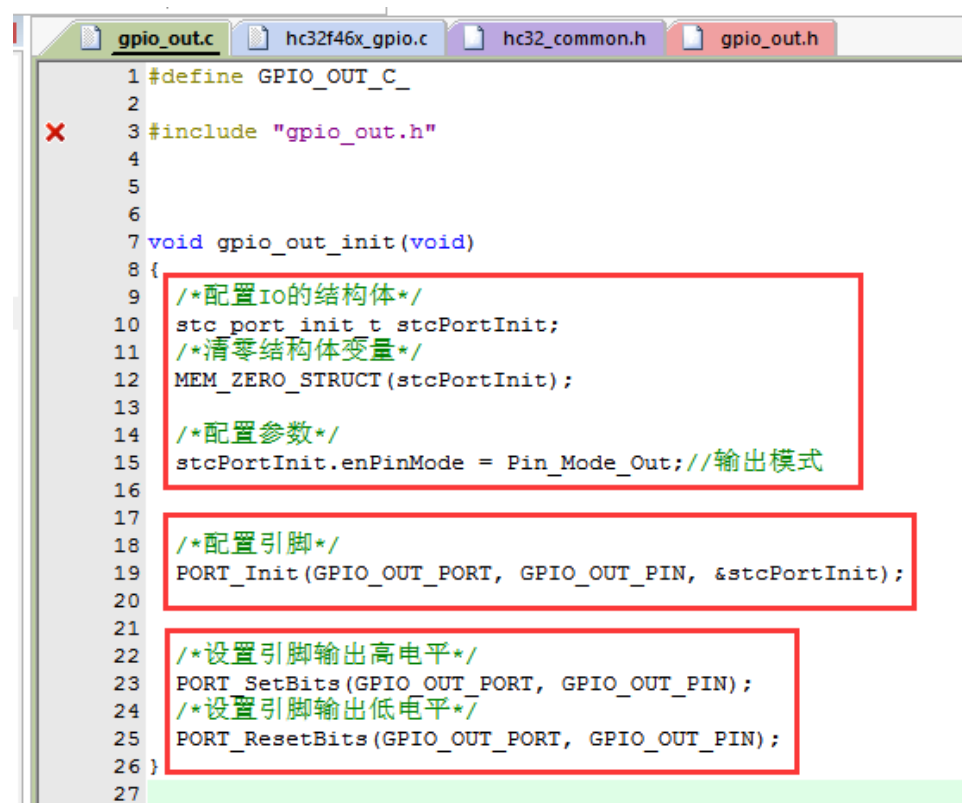 gpio_out.c hc32f46x_gpio.c hc32_common.h gpio_out.h
1 #define GPIO_OUT_C_
2
3 #include "gpio_out.h"
4
5
6
7 void gpio_out_init(void)
8 {
9 /*配置IO的结构体*/
10 stc_port_init_t stcPortInit;
11 /*清零结构体变量*/
12 MEM_ZERO_STRUCT(stcPortInit);
13
14 /*配置参数*/
15 stcPortInit.enPinMode = Pin_Mode_Out;//输出模式
16
17
18 /*配置引脚*/
19 PORT_Init(GPIO_OUT_PORT, GPIO_OUT_PIN, &stcPortInit);
20
21
22 /*设置引脚输出高电平*/
23 PORT_SetBits(GPIO_OUT_PORT, GPIO_OUT_PIN);
24 /*设置引脚输出低电平*/
25 PORT_ResetBits(GPIO_OUT_PORT, GPIO_OUT_PIN);
26 }
27